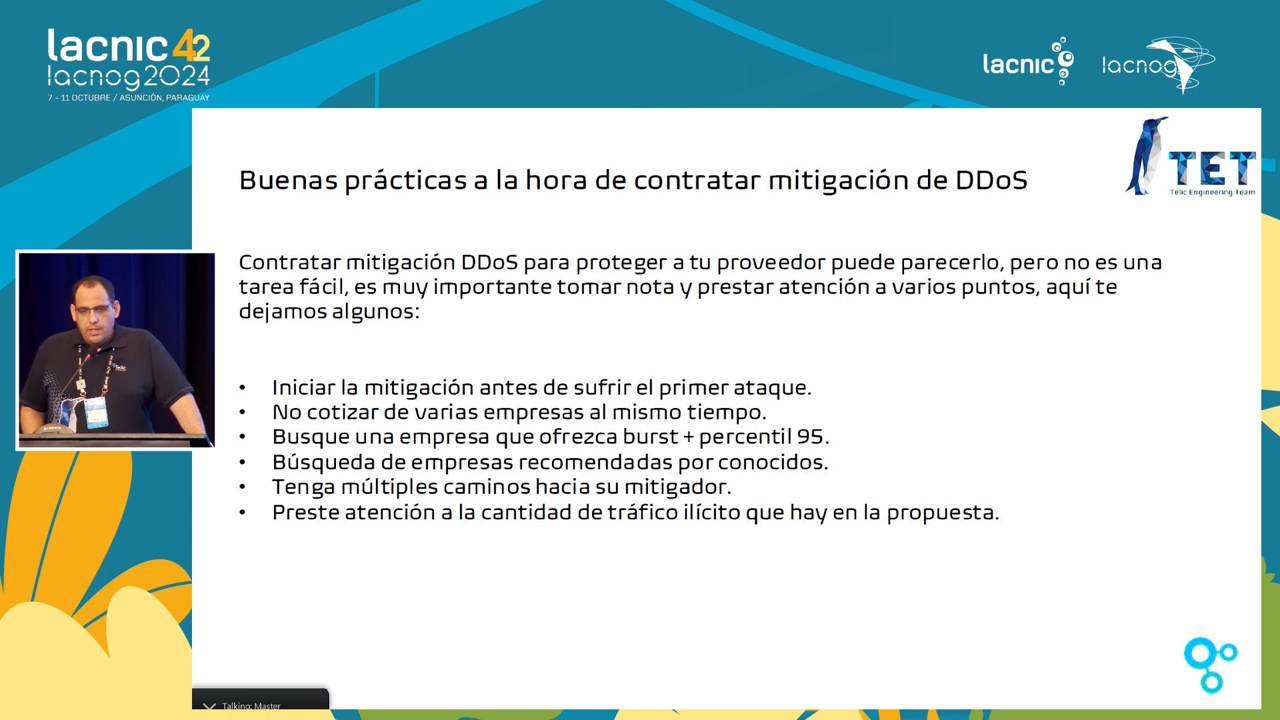 lacnic 42
lacnog2024
7 - 11 OCTUBRE / ASUNCIÓN, PARAGUAY
lacnic
lacnog
TET
Telic Engineering Team
Buenas prácticas a la hora de contratar mitigación de DDoS
Contratar mitigación DDoS para proteger a tu proveedor puede parecerlo, pero no es una
tarea fácil, es muy importante tomar nota y prestar atención a varios puntos, aquí te
dejamos algunos:
• Iniciar la mitigación antes de sufrir el primer ataque.
• No cotizar de varias empresas al mismo tiempo.
• Busque una empresa que ofrezca burst + percentil 95.
• Búsqueda de empresas recomendadas por conocidos.
• Tenga múltiples caminos hacia su mitigador.
• Preste atención a la cantidad de tráfico ilícito que hay en la propuesta.
Talking: Master